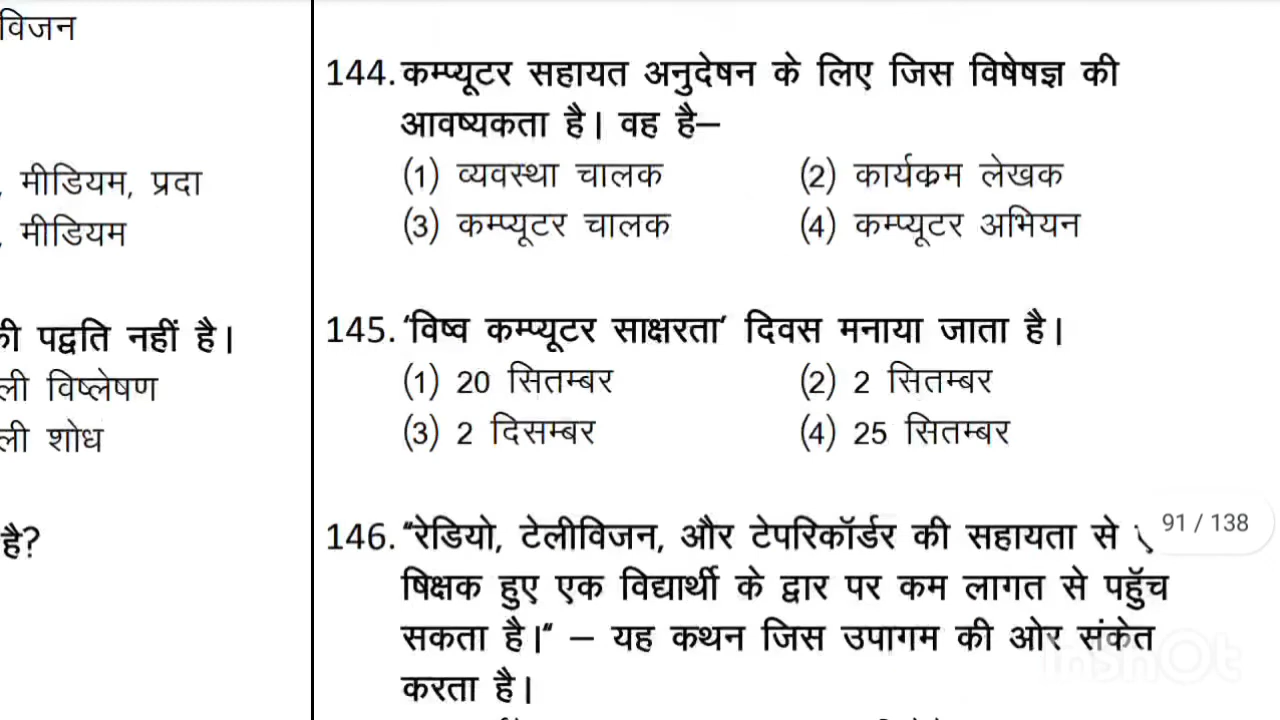 विजन
, मीडियम, प्रदा
, मीडियम
की पद्वति नहीं है।
ली विष्लेषण
ली शोध
है?
144. कम्प्यूटर सहायत अनुदेषन के लिए जिस विषेषज्ञ की
आवष्यकता है। वह है–
(1) व्यवस्था चालक (2) कार्यक्रम लेखक
(3) कम्प्यूटर चालक (4) कम्प्यूटर अभियन
145. ‘विष्व कम्प्यूटर साक्षरता’ दिवस मनाया जाता है।
(1) 20 सितम्बर (2) 2 सितम्बर
(3) 2 दिसम्बर (4) 25 सितम्बर
146. “रेडियो, टेलीविजन, और टेपरिकॉर्डर की सहायता से
91 / 138
षिक्षक हुए एक विद्यार्थी के द्वार पर कम लागत से पहुॅच
सकता है।“ – यह कथन जिस उपागम की ओर संकेत
करता है।
inshOt